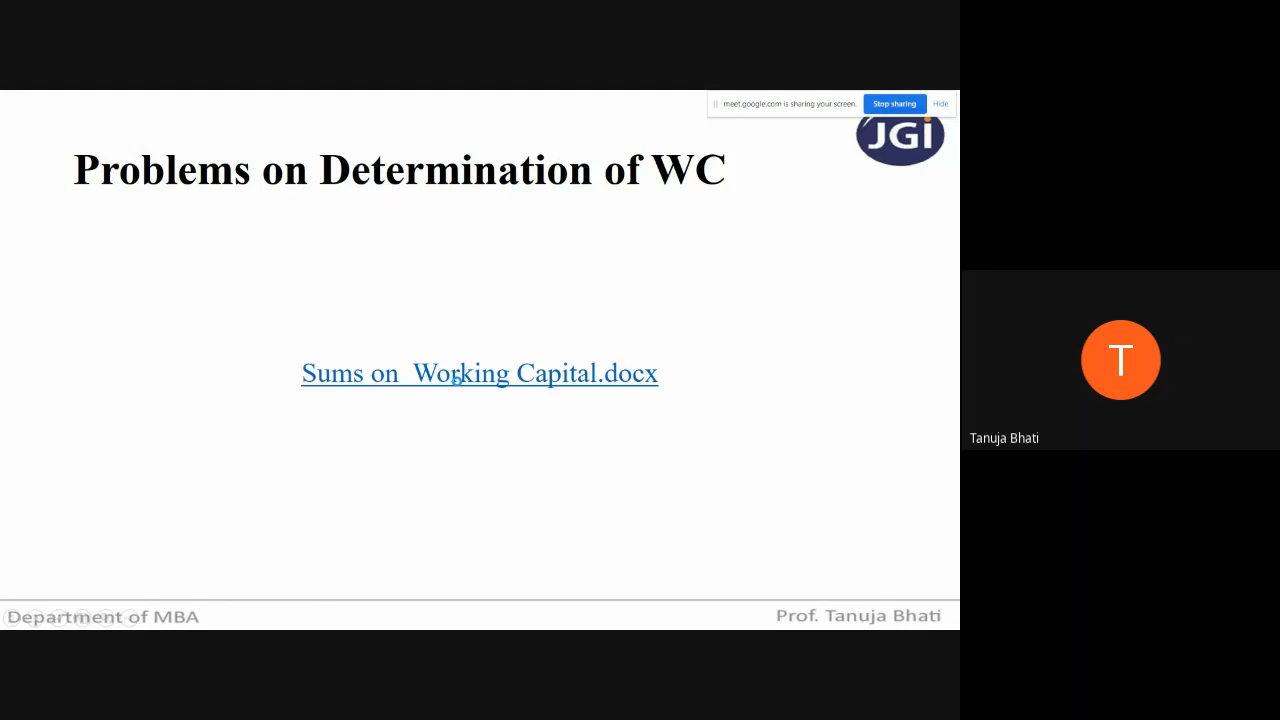 meet.google.com is sharing your screen.
Stop sharing
Hide
JGi
Problems on Determination of WC
Sums on  Working Capital.docx
T
Tanuja Bhati
Department of MBA
Prof. Tanuja Bhati